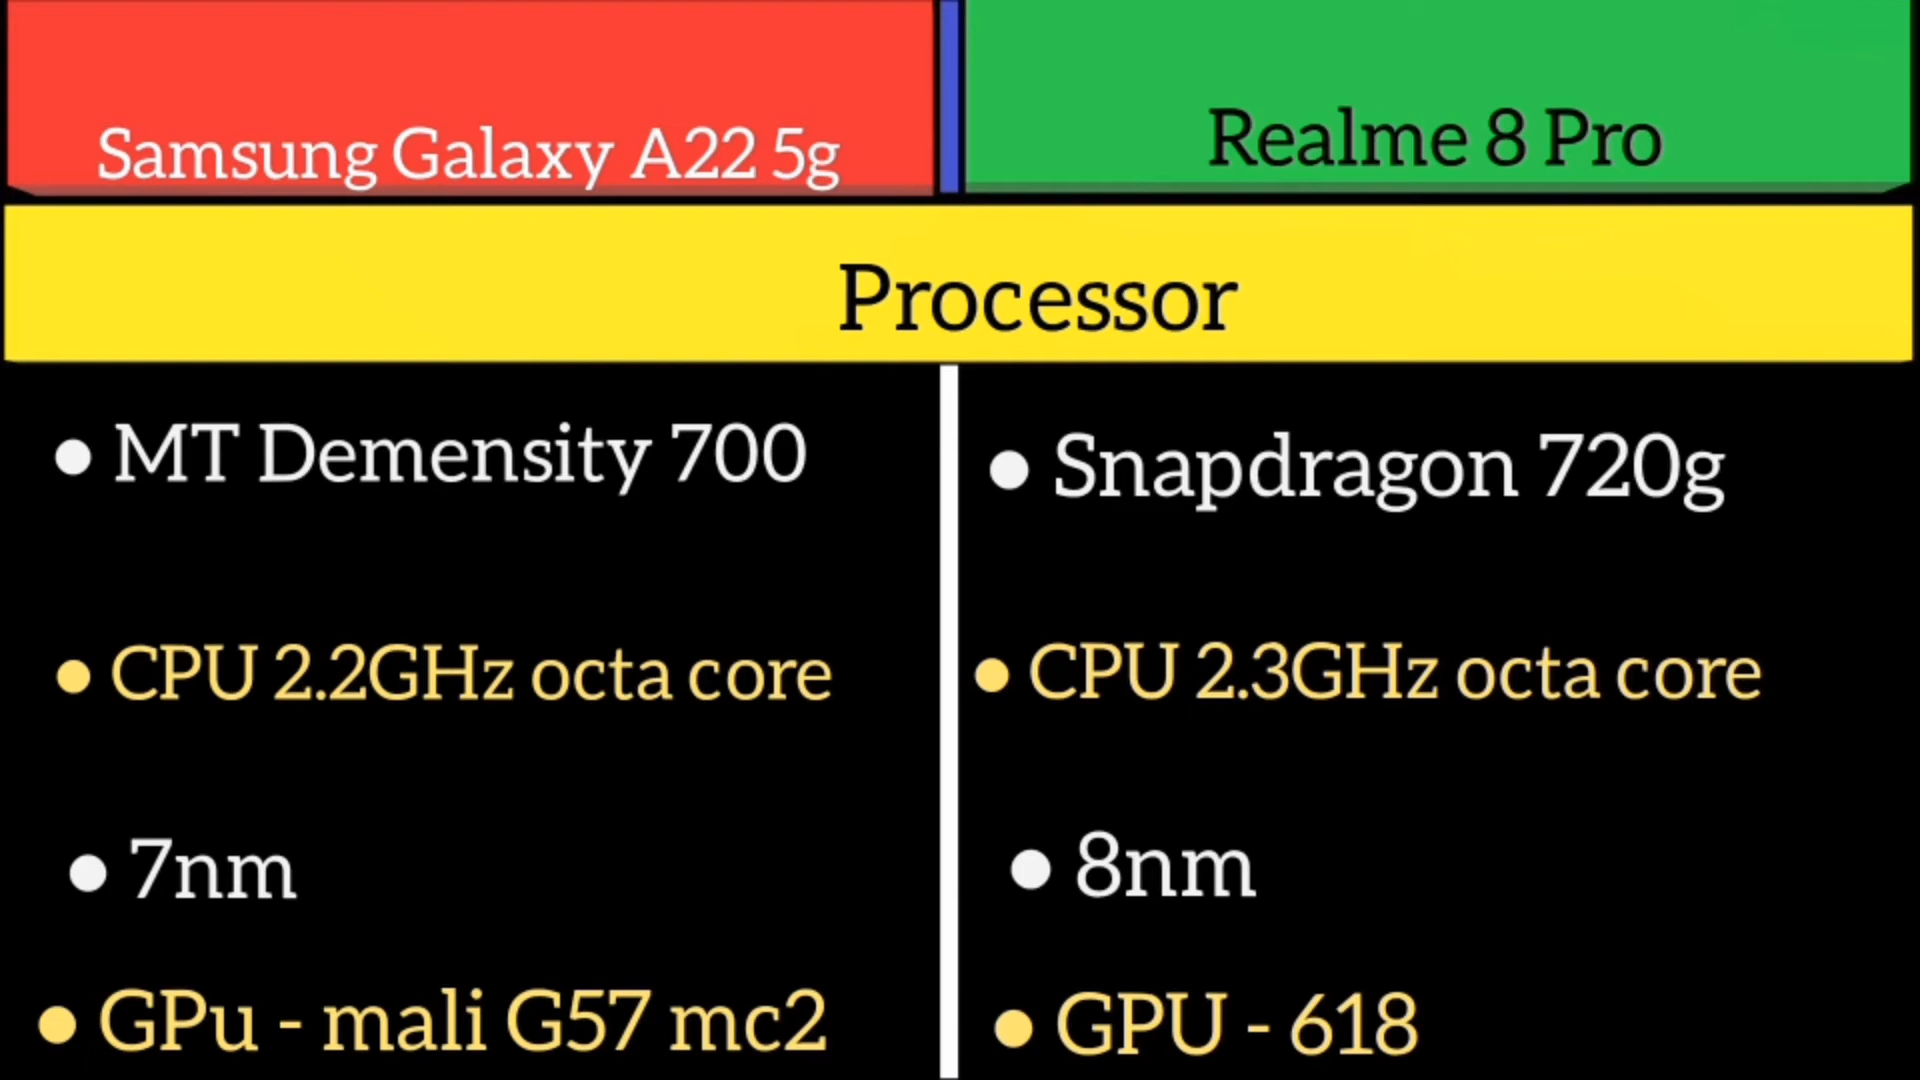 Samsung Galaxy A22 5g
Realme 8 Pro
Processor
MT Demensity 700
Snapdragon 720g
CPU 2.2GHz octa core
CPU 2.3GHz octa core
7nm
8nm
GPu - mali G57 mc2
GPU - 618